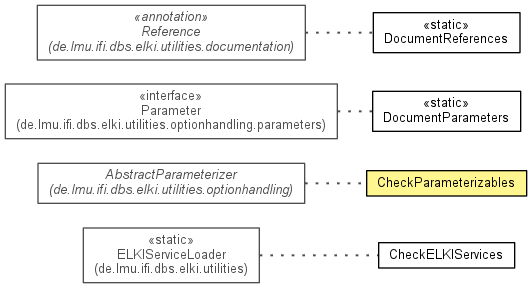 «annotation»
Reference
(de.lmu.ifi.dbs.elki.utilities.documentation)
«static»
DocumentReferences
«interface»
Parameter
(de.lmu.ifi.dbs.elki.utilities.optionhandling.parameters)
«static»
DocumentParameters
AbstractParameterizer
(de.lmu.ifi.dbs.elki.utilities.optionhandling)
CheckParameterizables
«static»
ELKIServiceLoader
(de.lmu.ifi.dbs.elki.utilities)
CheckELKIServices